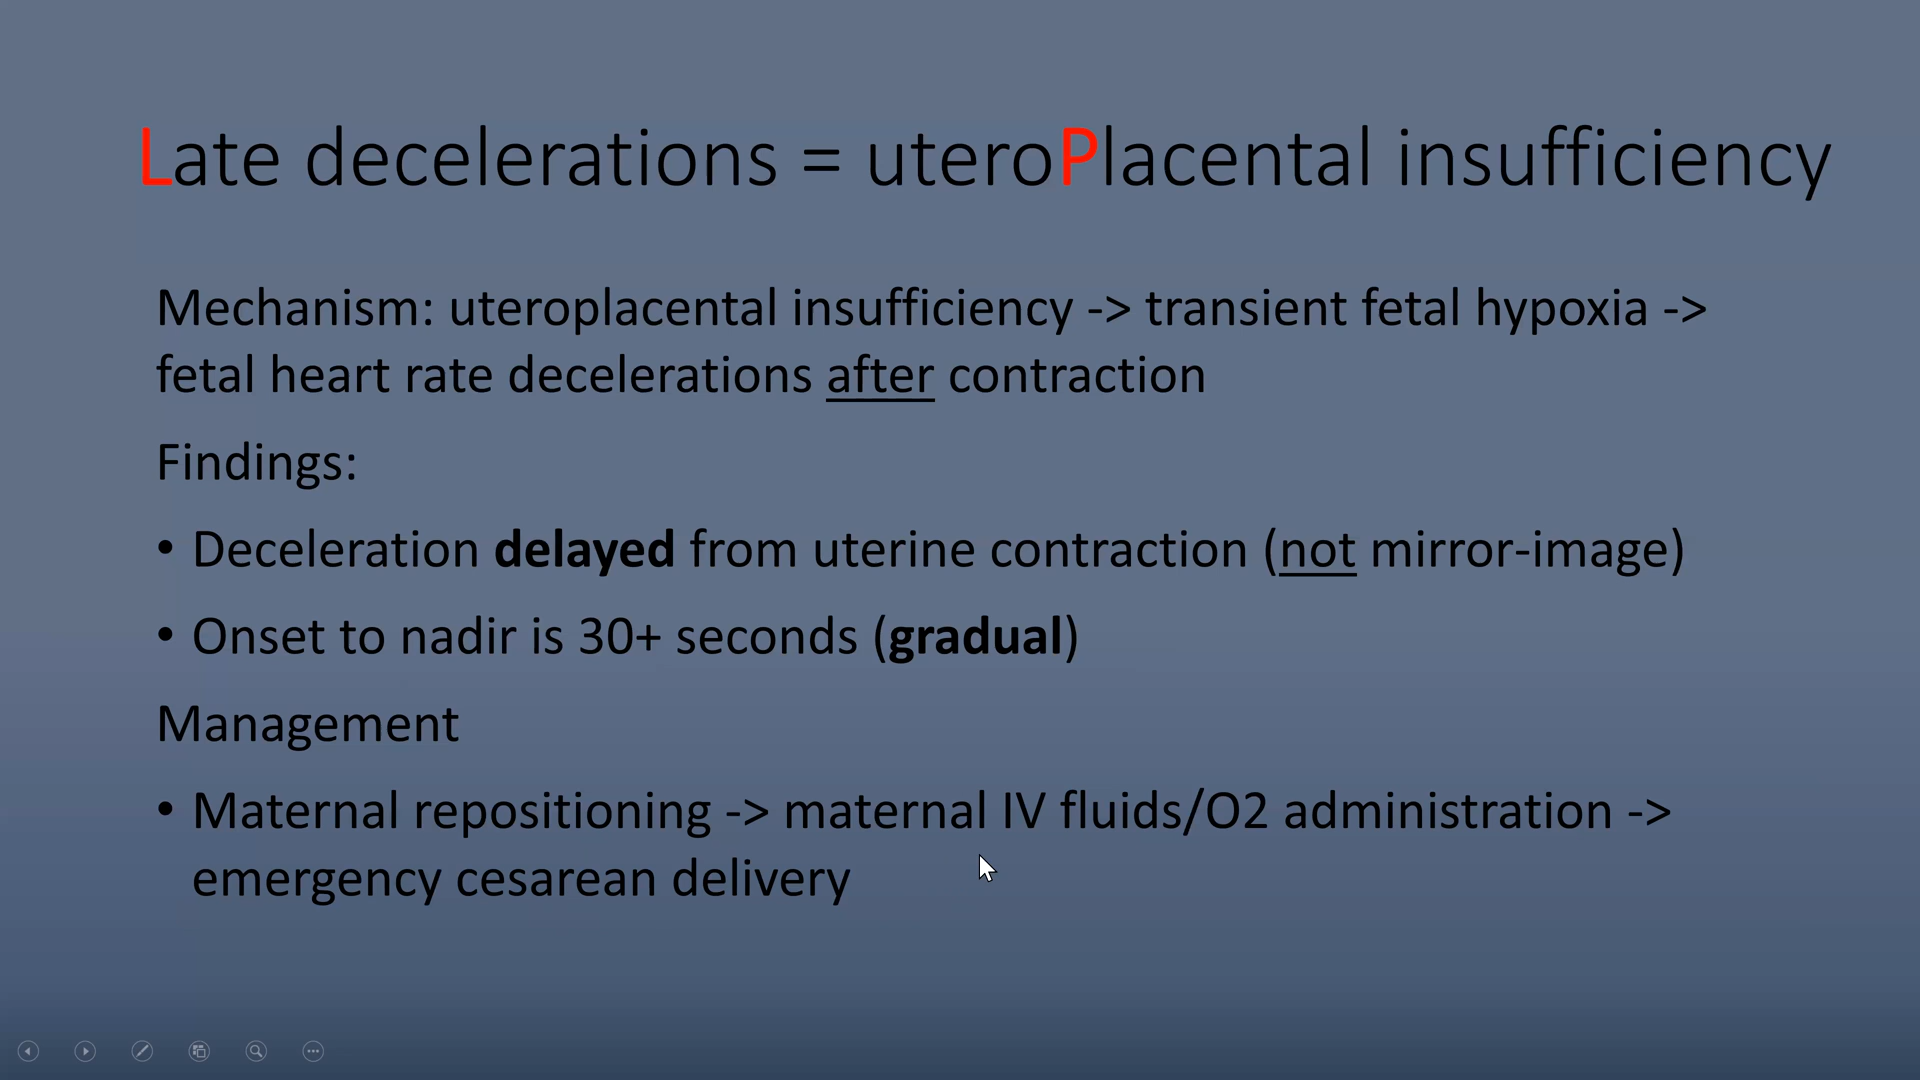 Late decelerations = uteroPlacental insufficiency
Mechanism: uteroplacental insufficiency -> transient fetal hypoxia ->
fetal heart rate decelerations after contraction
Findings:
• Deceleration delayed from uterine contraction (not mirror-image)
• Onset to nadir is 30+ seconds (gradual)
Management
• Maternal repositioning -> maternal IV fluids/O2 administration ->
emergency cesarean delivery